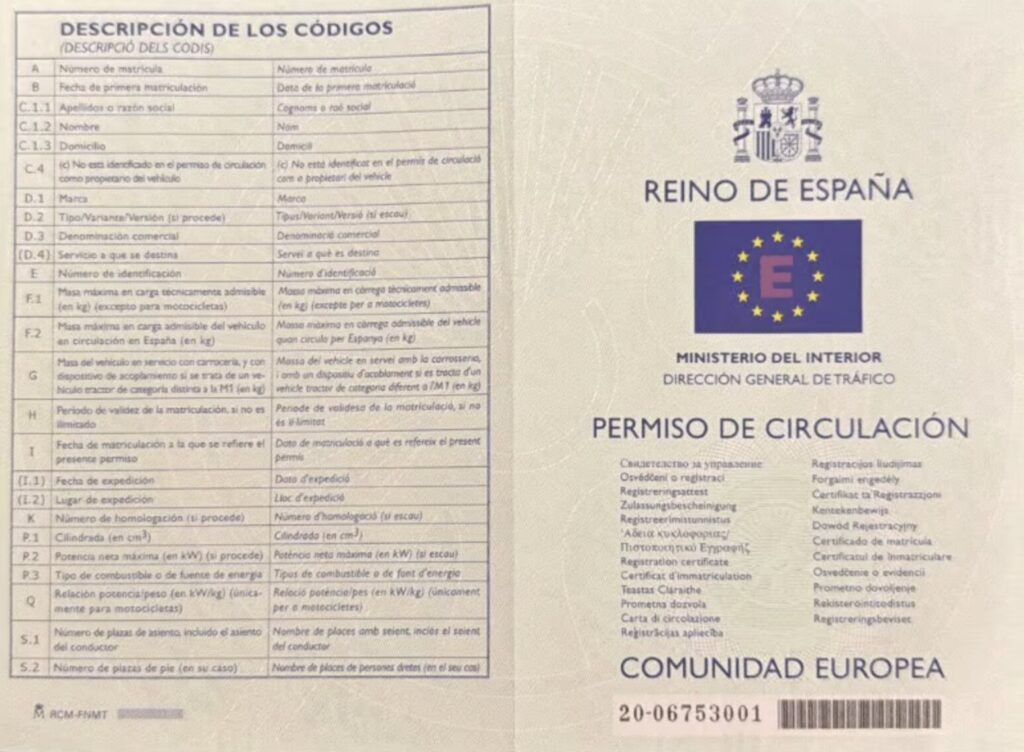 DESCRIPCIÓN DE LOS CÓDIGOS
(DESCRIPCIÓ DELS CODIS)
A Número de matrícula Número de matrícula
B Fecha de primera matriculación Data de la primera matriculació
C.1.1 Apellidos o razón social Cognoms o raó social
C.1.2 Nombre Nom
C.1.3 Domicilio Domicili
C.4 (c) No está identificado en el permiso de circulación (c) No està identificat en el permís de circulació
como propietario del vehículo com a propietari del vehicle
D.1 Marca Marca
D.2 Tipo/Variante/Versión (si procede) Tipus/Variant/Versió (si escau)
D.3 Denominación comercial Denominació comercial
(D.4) Servicio a que se destina Servei a què es destina
E Número de identificación Número d'identificació
F.1 Masa máxima en carga técnicamente admisible Massa màxima en càrrega tècnicament admissible
(en kg) (excepto para motocicletas) (en kg) (excepte per a motocicletes)
F.2 Masa máxima en carga admisible del vehículo Massa màxima en càrrega admissible del vehicle
en circulación en España (en kg) quan circula per Espanya (en kg)
G Masa del vehículo en servicio con carrocería, y con Massa del vehicle en servei amb la carrosseria,
dispositivo de acoplamiento si se trata de un ve- i amb un dispositiu d'acoblament si es tracta d'un
hículo tractor de categoría distinta a la M1 (en kg) vehicle tractor de categoria diferent a l'M1 (en kg)
H Período de validez de la matriculación, si no es Període de validesa de la matriculació, si no
ilimitado és il·limitat
I Fecha de matriculación a la que se refiere el Data de matriculació a què es refereix el present
presente permiso permís
(I.1) Fecha de expedición Data d'expedició
(I.2) Lugar de expedición Lloc d'expedició
K Número de homologación (si procede) Número d'homologació (si escau)
P.1 Cilindrada (en cm³) Cilindrada (en cm³)
P.2 Potencia neta máxima (en kW) (si procede) Potència neta màxima (en kW) (si escau)
P.3 Tipo de combustible o de fuente de energía Tipus de combustible o de font d'energia
Q Relación potencia/peso (en kW/kg) (única- Relació potència/pes (en kW/kg) (únicament
mente para motocicletas) per a motocicletes)
S.1 Número de plazas de asiento, incluido el asiento Nombre de places amb seient, inclòs el seient
del conductor del conductor
S.2 Número de plazas de pie (en su caso) Nombre de places de persones dretes (en el seu cas)
RCM-FNMT
REINO DE ESPAÑA
E
MINISTERIO DEL INTERIOR
DIRECCIÓN GENERAL DE TRÁFICO
PERMISO DE CIRCULACIÓN
Свидетелство за управление
Osvědčení o registraci
Registreringsattest
Zulassungsbescheinigung
Registreerimistunnistus
'Αδεια κυκλοφορίας/
Πιστοποιητικό Εγγραφής
Registration certificate
Certificat d'immatriculation
Teastas Cláraithe
Prometna dozvola
Carta di circolazione
Reģistrācijas apliecība
Registracijos liudijimas
Forgalmi engedély
Certifikat ta' Registrazzjoni
Kentekenbewijs
Dowód Rejestracyjny
Certificado de matrícula
Certificatul de înmatriculare
Osvedčenie o evidencii
Prometno dovoljenje
Rekisteröintitodistus
Registreringsbeviset
COMUNIDAD EUROPEA
20-06753001